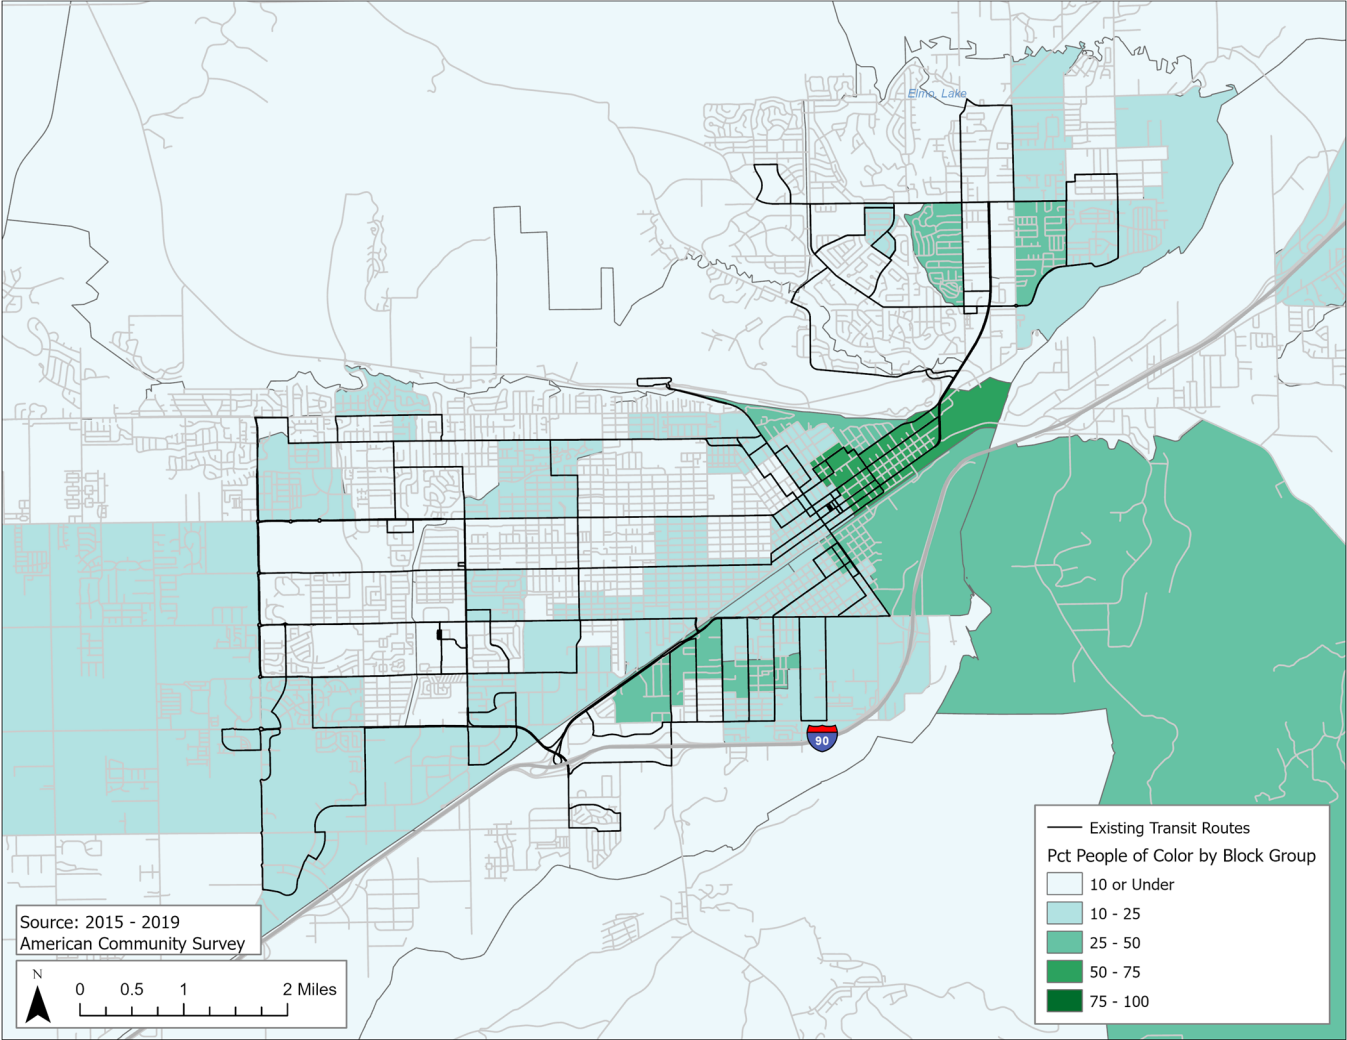 Elmo, Lake
90
Existing Transit Routes
Pct People of Color by Block Group
10 or Under
10 - 25
25 - 50
50 - 75
75 - 100
Source: 2015 - 2019
American Community Survey
N
0 0.5 1 2 Miles